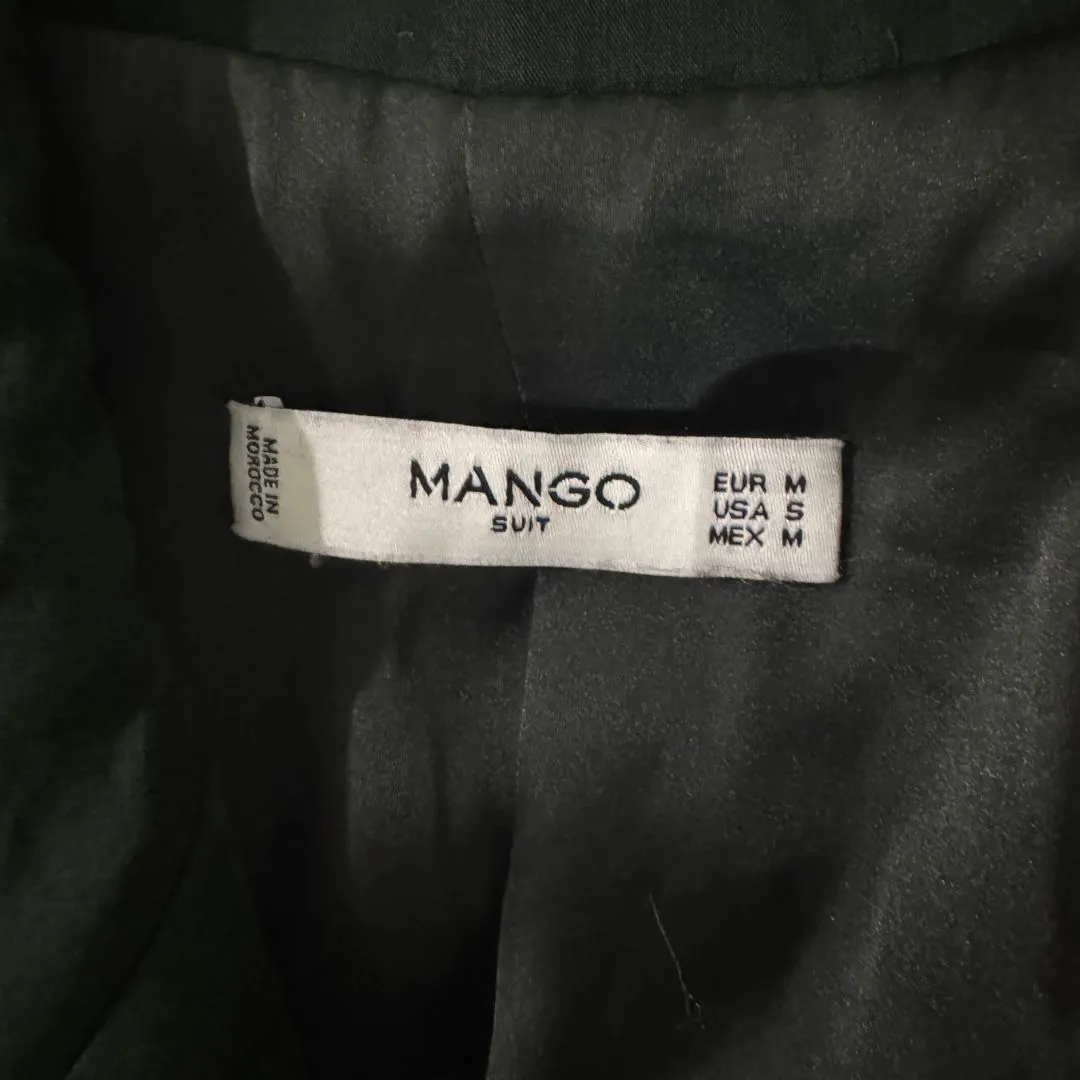 MADE IN
MOROCCO
MANGO
SUIT
EUR M
USA S
MEX M